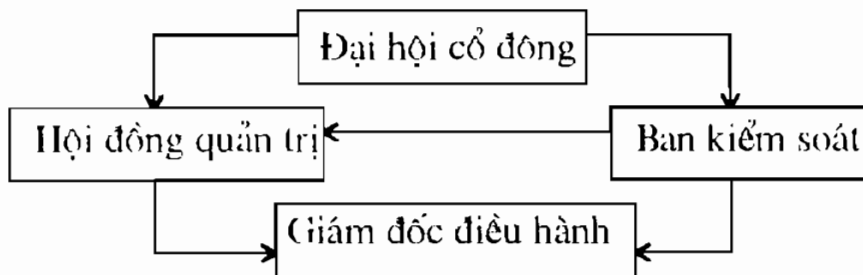 Đại hội cổ đông
Hội đồng quản trị
Ban kiểm soát
Giám đốc điều hành